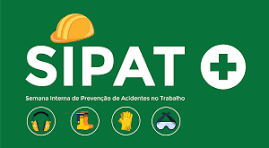 SIPAT
Semana Interna de Prevenção de Acidentes no Trabalho